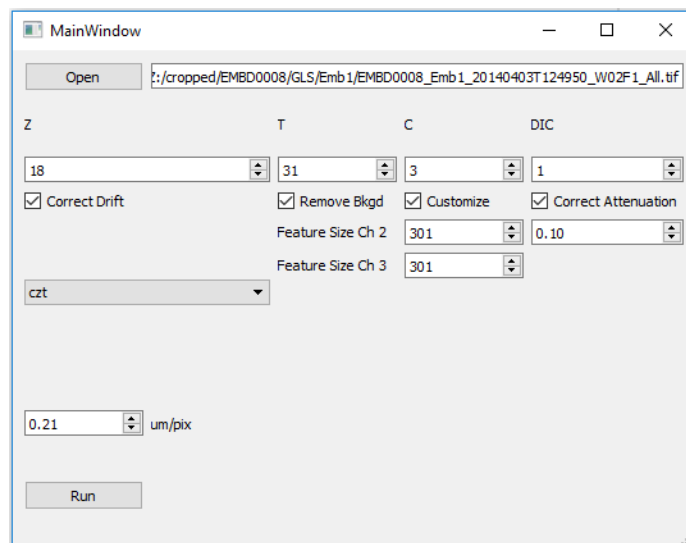 MainWindow
Open Z:/cropped/EMBD0008/GLS/Emb1/EMBD0008_Emb1_20140403T124950_W02F1_All.tif
Z T C DIC
18 31 3 1
Correct Drift Remove Bkgd Customize Correct Attenuation
Feature Size Ch 2 301 0.10
Feature Size Ch 3 301
czt
0.21 um/pix
Run